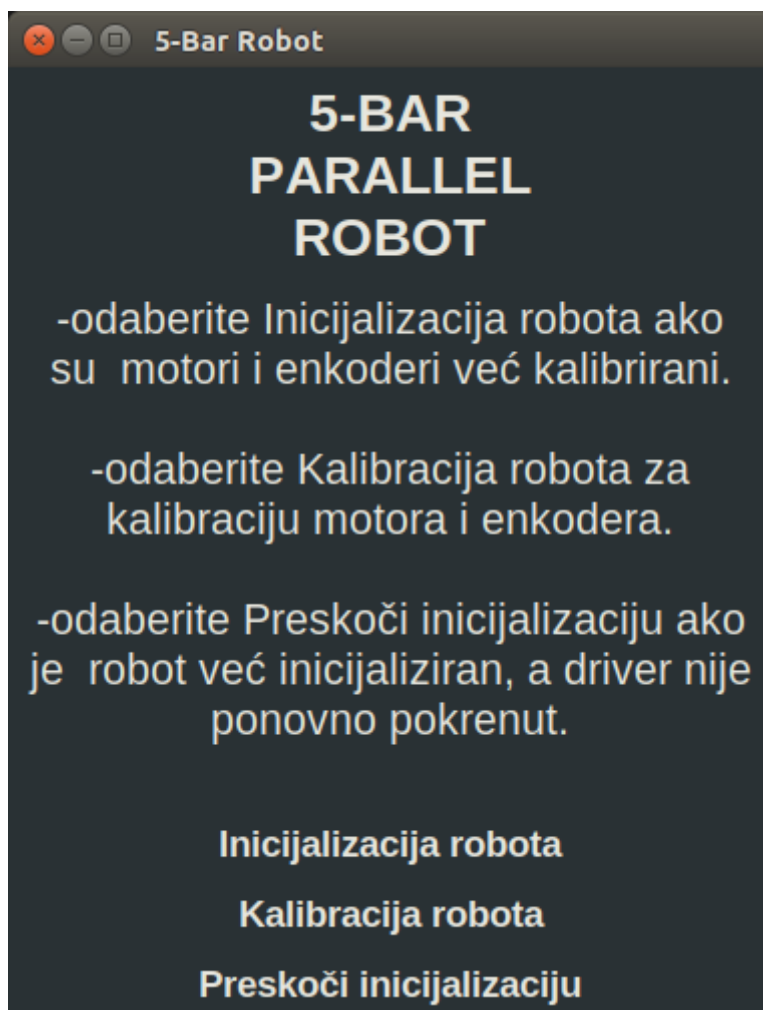 5-Bar Robot
5-BAR
PARALLEL
ROBOT
-odaberite Inicijalizacija robota ako
su  motori i enkoderi već kalibrirani.
-odaberite Kalibracija robota za
kalibraciju motora i enkodera.
-odaberite Preskoči inicijalizaciju ako
je  robot već inicijaliziran, a driver nije
ponovno pokrenut.
Inicijalizacija robota
Kalibracija robota
Preskoči inicijalizaciju